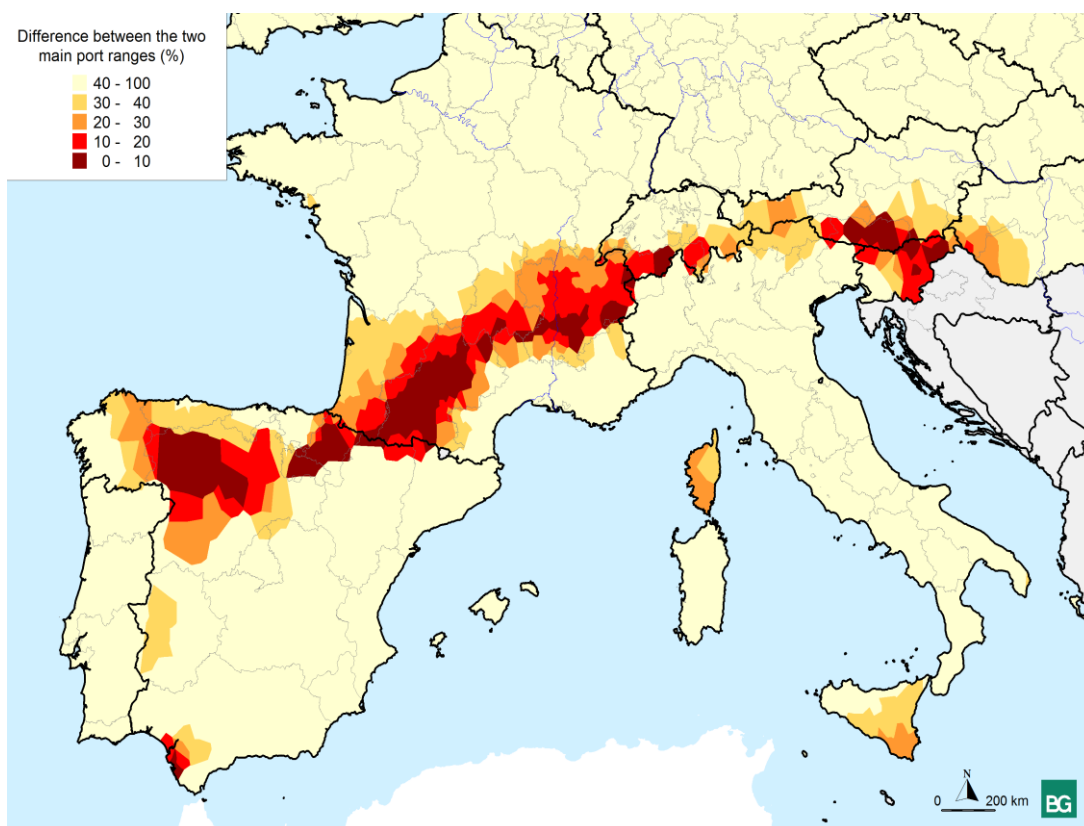 Difference between the two
main port ranges (%)
40 - 100
30 - 40
20 - 30
10 - 20
0 - 10
N
0 200 km
BG